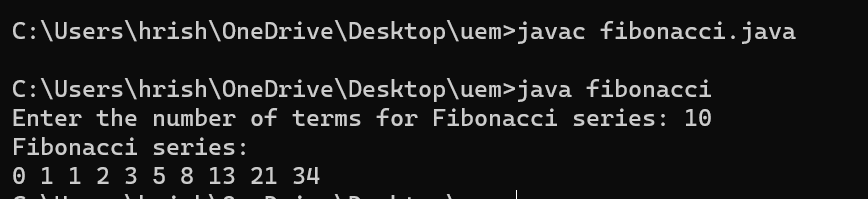 C:\Users\hrish\OneDrive\Desktop\uem>javac fibonacci.java
C:\Users\hrish\OneDrive\Desktop\uem>java fibonacci
Enter the number of terms for Fibonacci series: 10
Fibonacci series:
0 1 1 2 3 5 8 13 21 34